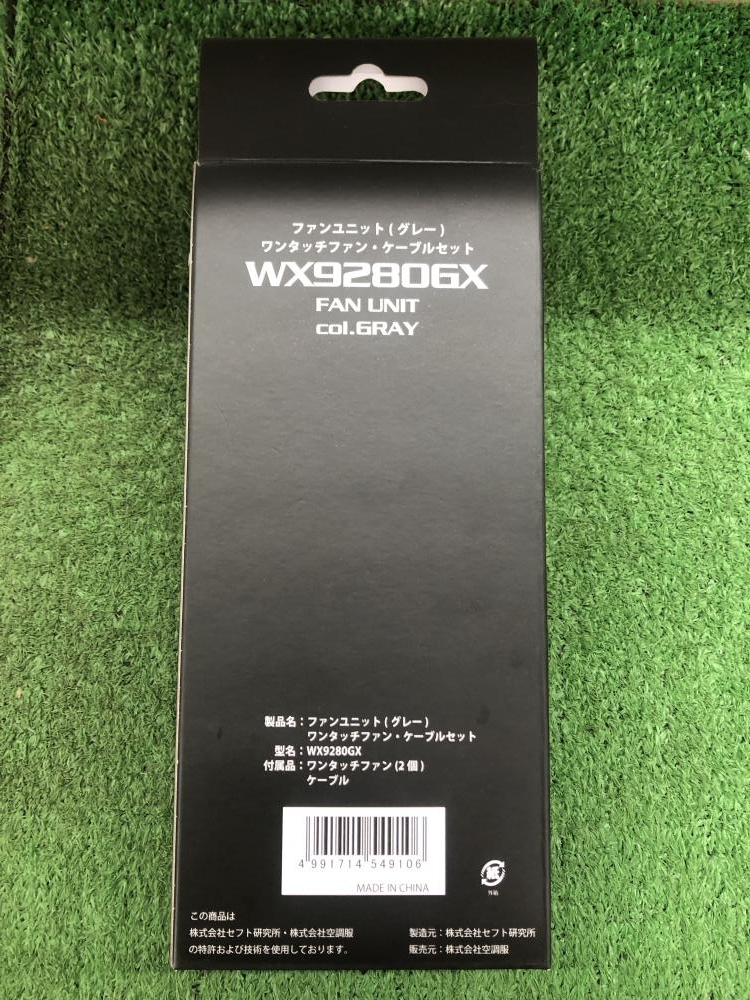 ファンユニット(グレー)
ワンタッチファン・ケーブルセット
WX9280GX
FAN UNIT
col.GRAY
製品名：ファンユニット(グレー)
ワンタッチファン・ケーブルセット
型名：WX9280GX
付属品：ワンタッチファン(2個)
ケーブル
4 991714 549106
MADE IN CHINA
外箱
この商品は
株式会社セフト研究所・株式会社空調服
の特許および技術を使用しております。
製造元：株式会社セフト研究所
販売元：株式会社空調服